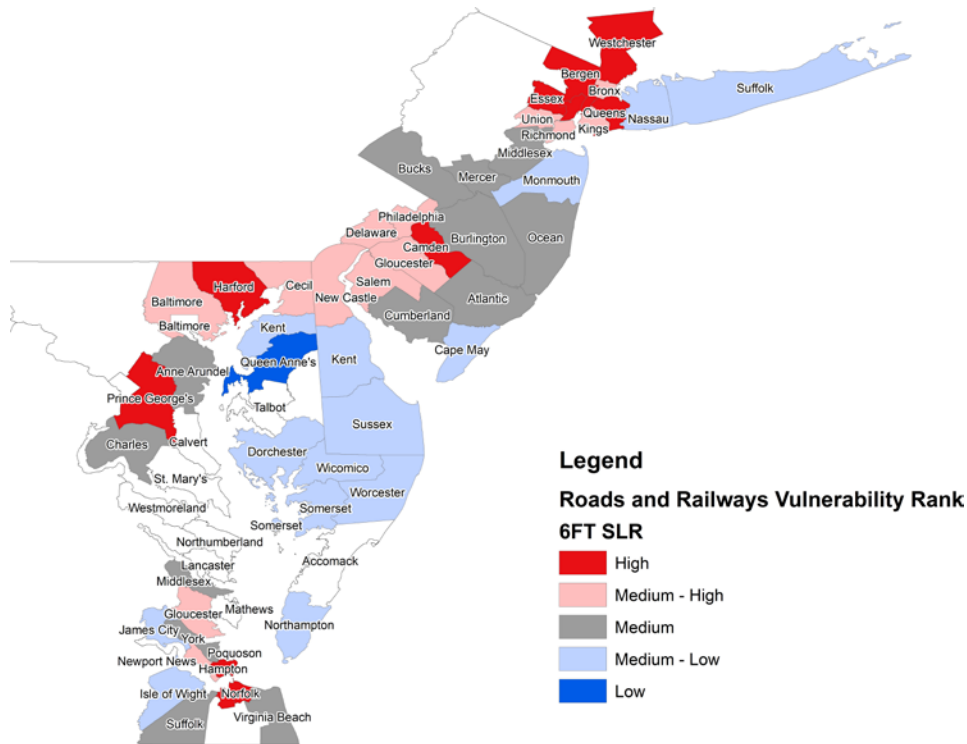 Westchester
Bergen
Bronx
Essex
Suffolk
Queens
Union
Kings
Nassau
Richmond
Middlesex
Bucks
Mercer
Monmouth
Philadelphia
Delaware
Burlington
Ocean
Camden
Gloucester
Salem
Harford
Cecil
Baltimore
New Castle
Atlantic
Cumberland
Baltimore
Kent
Cape May
Queen Anne's
Kent
Anne Arundel
Prince George's
Talbot
Sussex
Charles
Calvert
Dorchester
Wicomico
St. Mary's
Worcester
Westmoreland
Somerset
Somerset
Northumberland
Accomack
Lancaster
Middlesex
Mathews
Gloucester
Northampton
James City
York
Poquoson
Newport News
Hampton
Isle of Wight
Norfolk
Virginia Beach
Suffolk
Legend
Roads and Railways Vulnerability Rank
6FT SLR
High
Medium - High
Medium
Medium - Low
Low